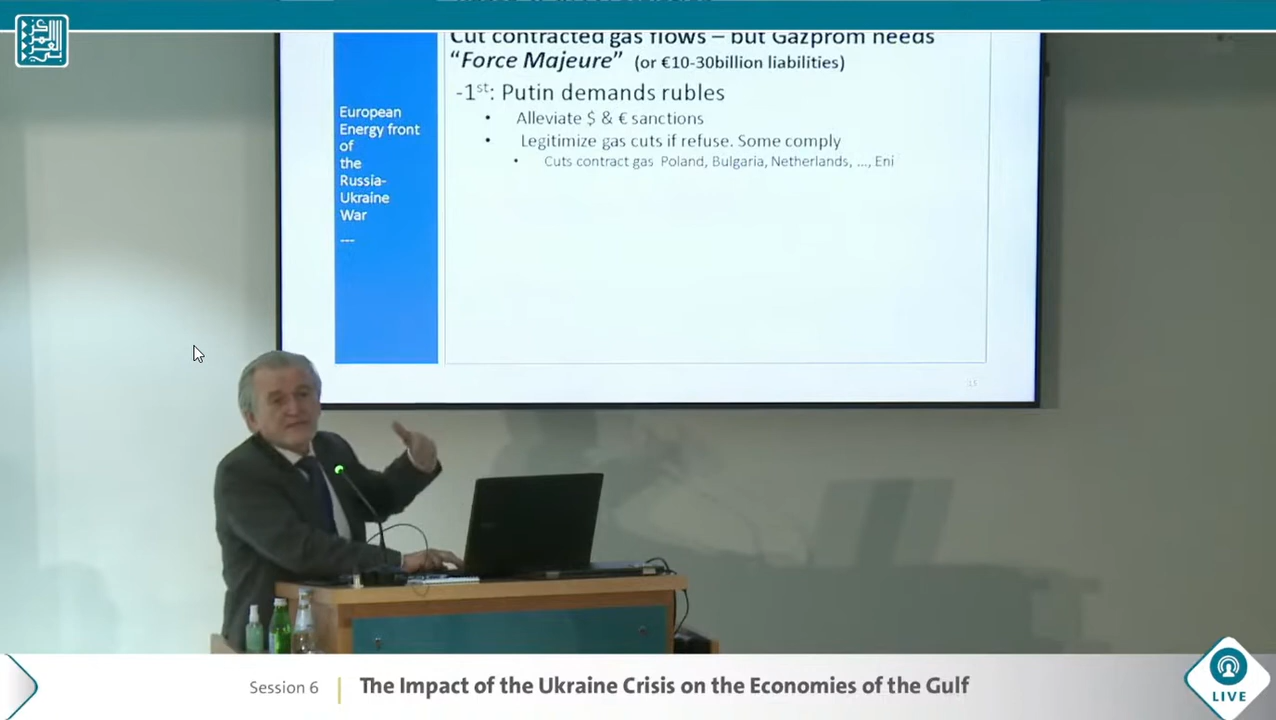 Cut contracted gas flows – but Gazprom needs
“Force Majeure” (or €10-30billion liabilities)
-1st: Putin demands rubles
• Alleviate $ & € sanctions
• Legitimize gas cuts if refuse. Some comply
• Cuts contract gas Poland, Bulgaria, Netherlands, ..., Eni
European
Energy front
of
the
Russia-
Ukraine
War
---
15
Session 6
The Impact of the Ukraine Crisis on the Economies of the Gulf
LIVE